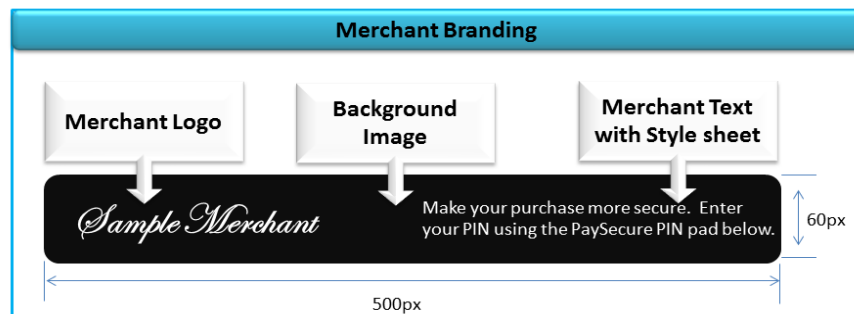 Merchant Branding
Merchant Logo
Background
Image
Merchant Text
with Style sheet
Sample Merchant
Make your purchase more secure.  Enter
your PIN using the PaySecure PIN pad below.
60px
500px